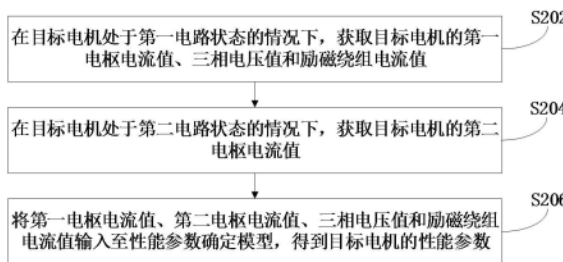 S202
在目标电机处于第一电路状态的情况下，获取目标电机的第一
电枢电流值、三相电压值和励磁绕组电流值
S204
在目标电机处于第二电路状态的情况下，获取目标电机的第二
电枢电流值
S206
将第一电枢电流值、第二电枢电流值、三相电压值和励磁绕组
电流值输入至性能参数确定模型，得到目标电机的性能参数